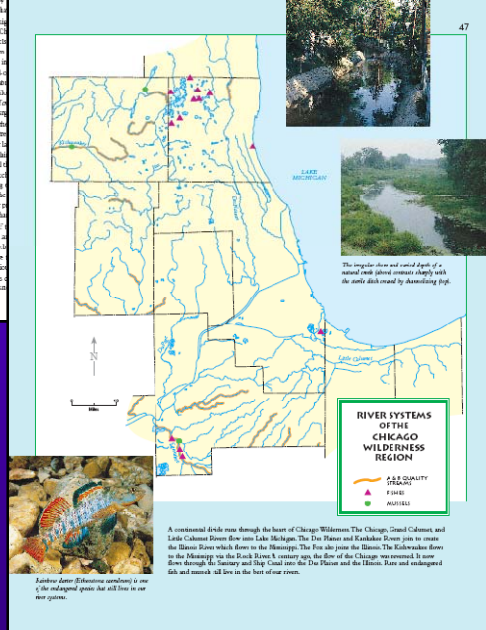 47
LAKE
MICHIGAN
The irregular shore and varied depth of a
natural creek (above) contrasts sharply with
the sterile ditch created by channelizing (top).
N
Miles
Little Calumet
RIVER SYSTEMS
OF THE
CHICAGO
WILDERNESS
REGION
A & B QUALITY
STREAMS
FISHES
MUSSELS
A continental divide runs through the heart of Chicago Wilderness. The Chicago, Grand Calumet, and
Little Calumet Rivers flow into Lake Michigan. The Des Plaines and Kankakee Rivers join to create
the Illinois River which flows to the Mississippi. The Fox also joins the Illinois. The Kishwaukee flows
to the Mississippi via the Rock River. A century ago, the flow of the Chicago was reversed. It now
flows through the Sanitary and Ship Canal into the Des Plaines and the Illinois. Rare and endangered
fish and mussels still live in the best of our rivers.
Rainbow darter (Etheostoma caeruleum) is one
of the endangered species that still lives in our
river systems.